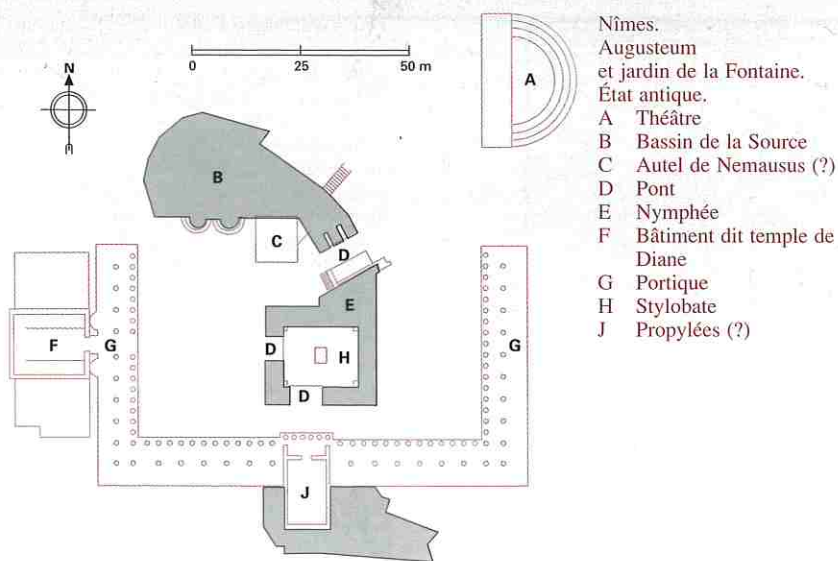 Nîmes.
Augusteum
et jardin de la Fontaine.
État antique.
A Théâtre
B Bassin de la Source
C Autel de Nemausus (?)
D Pont
E Nymphée
F Bâtiment dit temple de
Diane
G Portique
H Stylobate
J Propylées (?)
N
0 25 50 m
A
B
C
D
E
F
G
D
H
G
D
J